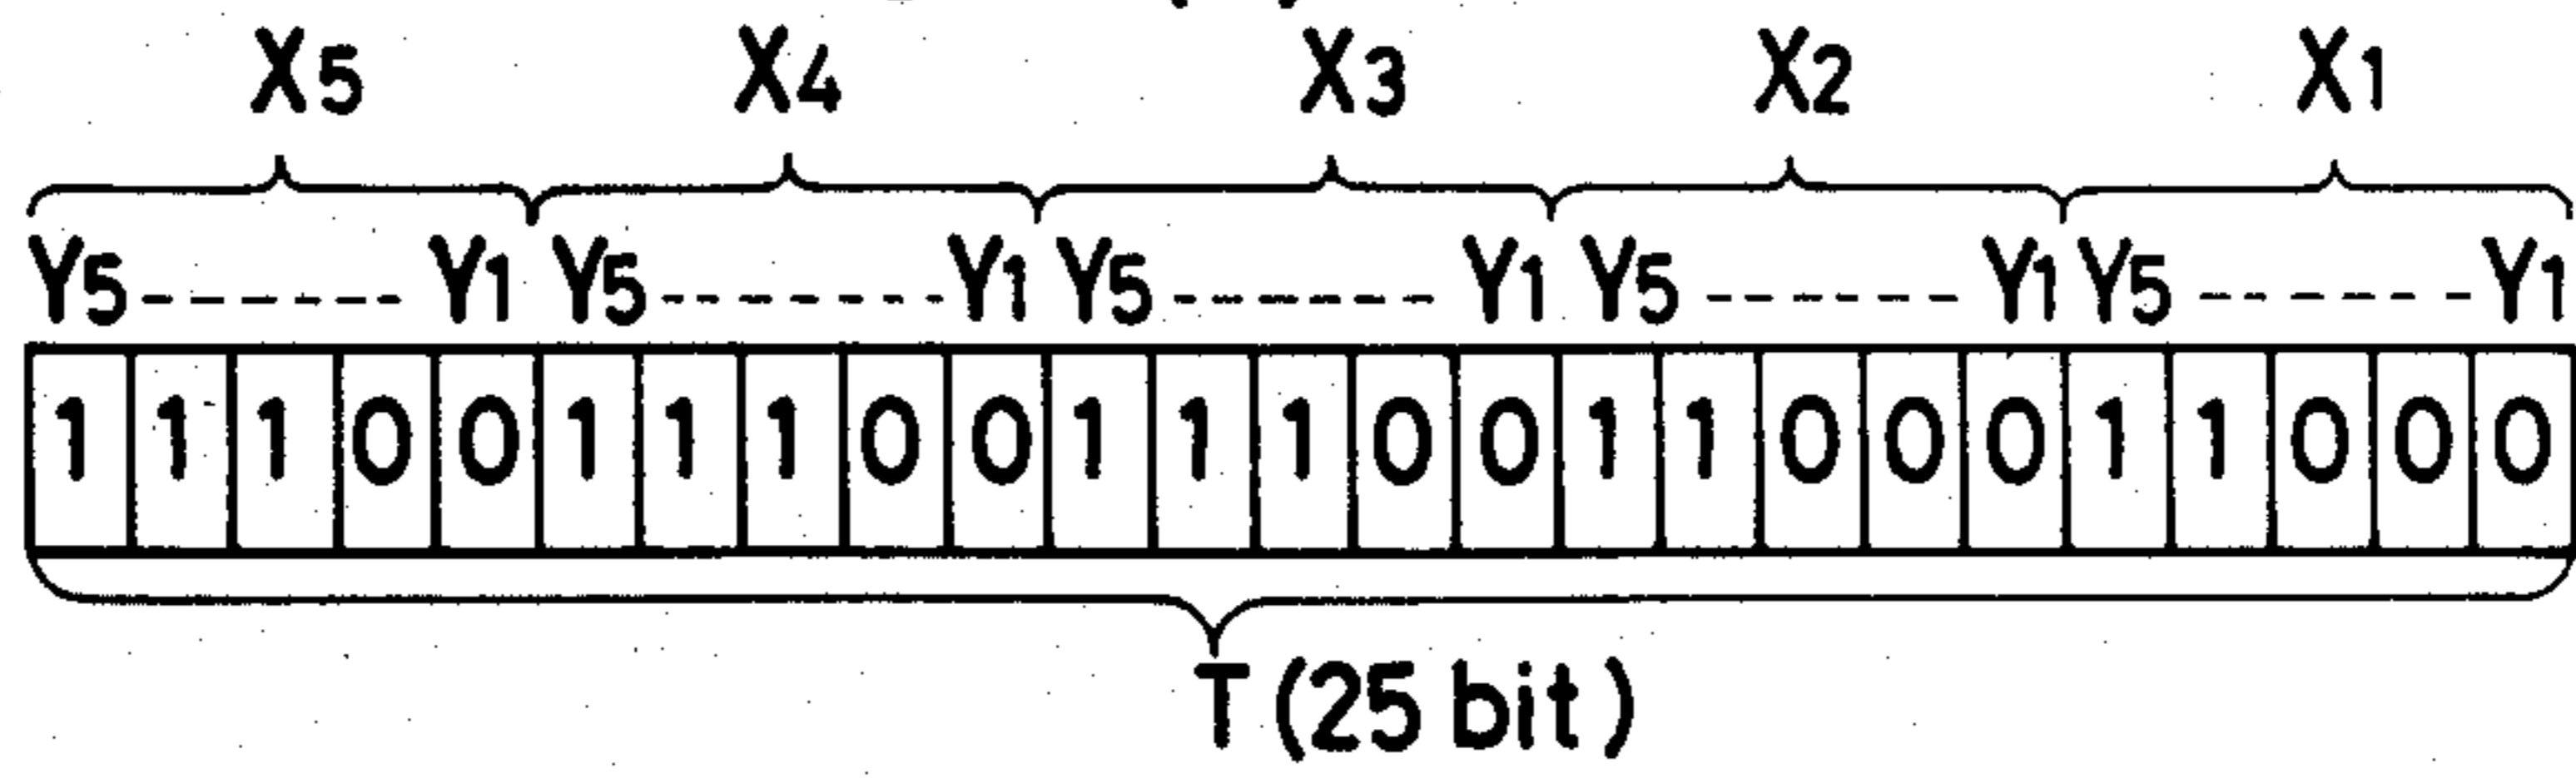 X5 X4 X3 X2 X1
Y5 Y1 Y5 Y1 Y5 Y1 Y5 Y1 Y5 Y1
1 1 1 0 0 1 1 1 0 0 1 1 1 0 0 1 1 0 0 0 1 1 0 0 0
T (25 bit)